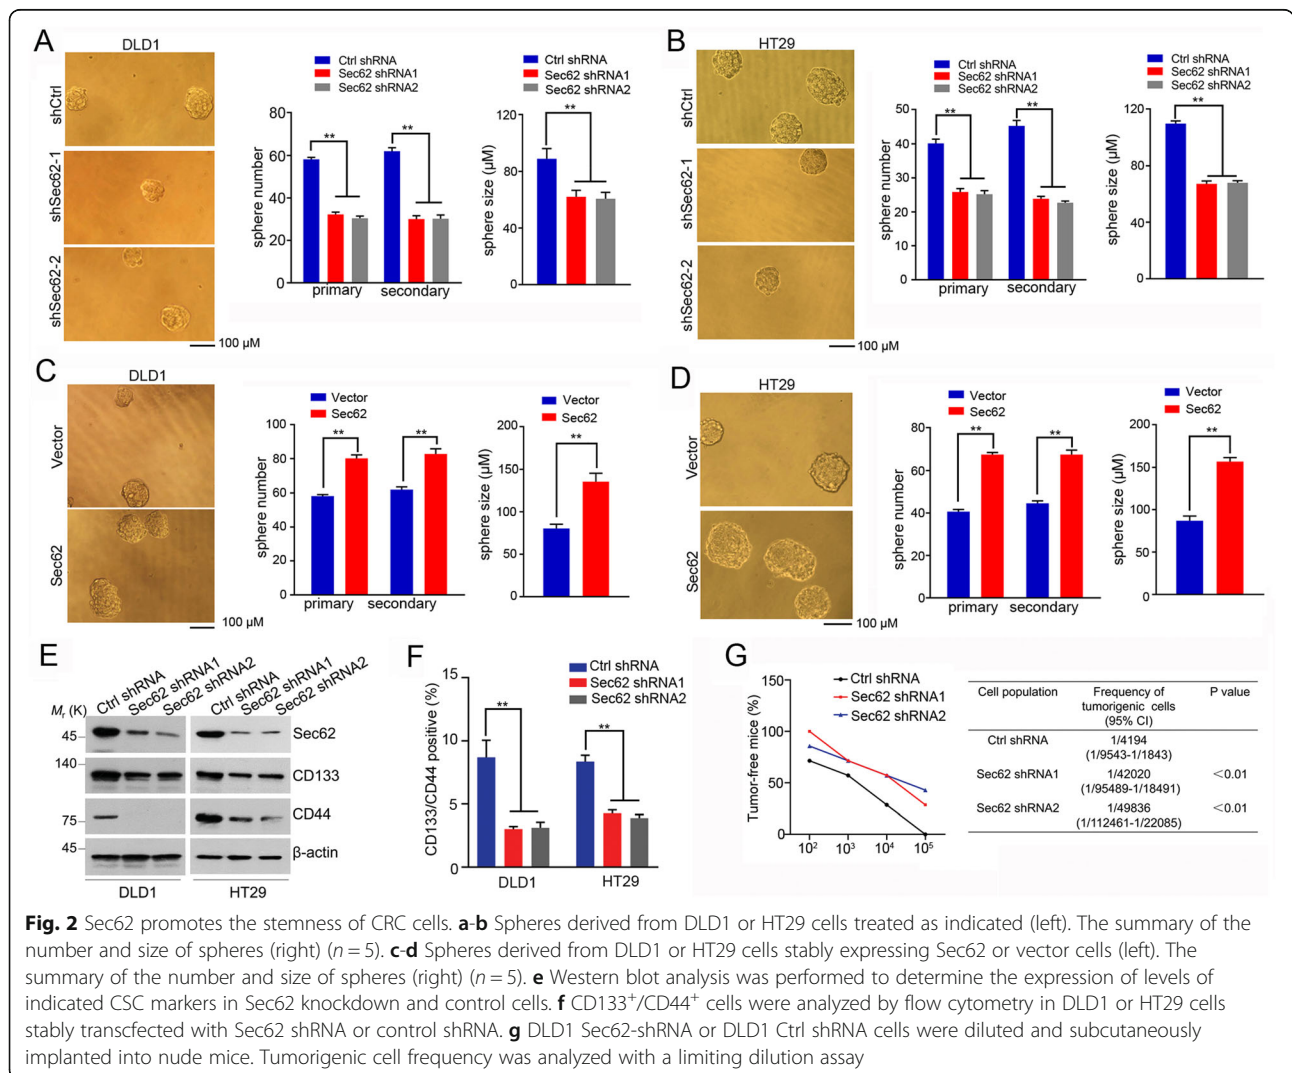 A
DLD1
shCtrl
shSec62-1
shSec62-2
100 μM
Ctrl shRNA
Sec62 shRNA1
Sec62 shRNA2
sphere number
80
60
40
20
0
**
**
primary
secondary
Ctrl shRNA
Sec62 shRNA1
Sec62 shRNA2
sphere size (μM)
120
80
40
0
**
B
HT29
shCtrl
shSec62-1
shSec62-2
100 μM
Ctrl shRNA
Sec62 shRNA1
Sec62 shRNA2
sphere number
50
40
30
20
10
0
**
**
primary
secondary
Ctrl shRNA
Sec62 shRNA1
Sec62 shRNA2
sphere size (μM)
120
80
40
0
**
C
DLD1
Vector
Sec62
100 μM
Vector
Sec62
sphere number
100
80
60
40
20
0
**
**
primary
secondary
Vector
Sec62
sphere size (μM)
200
150
100
50
0
**
D
HT29
Vector
Sec62
100 μM
Vector
Sec62
sphere number
80
60
40
20
0
**
**
primary
secondary
Vector
Sec62
sphere size (μM)
200
150
100
50
0
**
E
Ctrl shRNA
Sec62 shRNA1
Sec62 shRNA2
Ctrl shRNA
Sec62 shRNA1
Sec62 shRNA2
Mr (K)
45
Sec62
140
CD133
75
CD44
45
β-actin
DLD1
HT29
F
Ctrl shRNA
Sec62 shRNA1
Sec62 shRNA2
CD133/CD44 positive (%)
15
10
5
0
**
**
DLD1
HT29
G
Ctrl shRNA
Sec62 shRNA1
Sec62 shRNA2
Tumor-free mice (%)
150
100
50
0
10² 10³ 10⁴ 10⁵
Cell population Frequency of tumorigenic cells (95% CI) P value
Ctrl shRNA 1/4194 (1/9543-1/1843)
Sec62 shRNA1 1/42020 (1/95489-1/18491) <0.01
Sec62 shRNA2 1/49836 (1/112461-1/22085) <0.01
Fig. 2 Sec62 promotes the stemness of CRC cells. a-b Spheres derived from DLD1 or HT29 cells treated as indicated (left). The summary of the
number and size of spheres (right) (n = 5). c-d Spheres derived from DLD1 or HT29 cells stably expressing Sec62 or vector cells (left). The
summary of the number and size of spheres (right) (n = 5). e Western blot analysis was performed to determine the expression of levels of
indicated CSC markers in Sec62 knockdown and control cells. f CD133⁺/CD44⁺ cells were analyzed by flow cytometry in DLD1 or HT29 cells
stably transcfected with Sec62 shRNA or control shRNA. g DLD1 Sec62-shRNA or DLD1 Ctrl shRNA cells were diluted and subcutaneously
implanted into nude mice. Tumorigenic cell frequency was analyzed with a limiting dilution assay